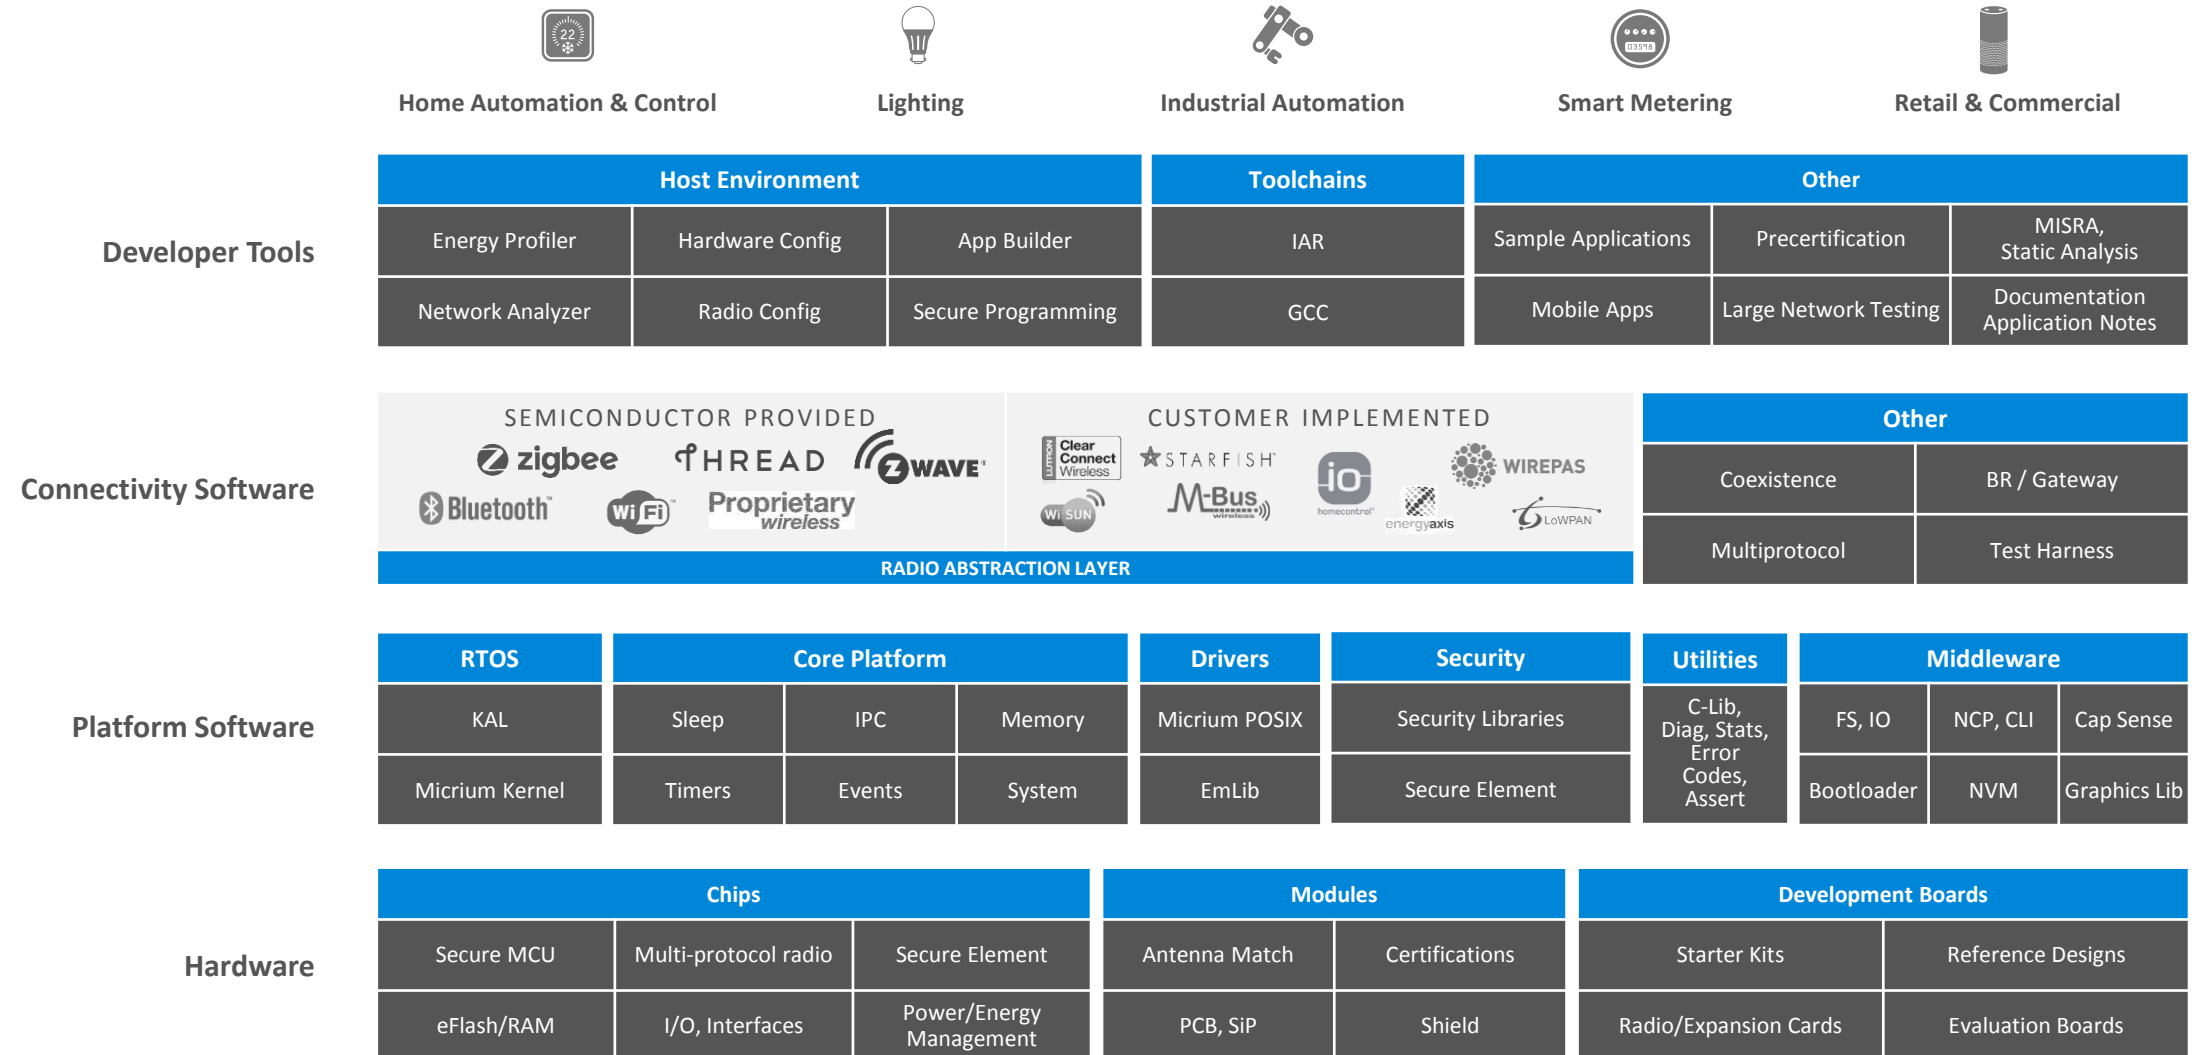 22
03598
Home Automation & Control
Lighting
Industrial Automation
Smart Metering
Retail & Commercial
Developer Tools
Host Environment
Toolchains
Other
Energy Profiler
Hardware Config
App Builder
IAR
Sample Applications
Precertification
MISRA,
Static Analysis
Network Analyzer
Radio Config
Secure Programming
GCC
Mobile Apps
Large Network Testing
Documentation
Application Notes
Connectivity Software
SEMICONDUCTOR PROVIDED
zigbee
THREAD
Z WAVE
Bluetooth™
Wi Fi™
Proprietary
wireless
CUSTOMER IMPLEMENTED
LUTRON
Clear
Connect
Wireless
STARFISH
io
homecontrol®
WIREPAS
Wi SUN
M-Bus
wireless
energyaxis
6LoWPAN
RADIO ABSTRACTION LAYER
Other
Coexistence
BR / Gateway
Multiprotocol
Test Harness
Platform Software
RTOS
Core Platform
Drivers
Security
Utilities
Middleware
KAL
Sleep
IPC
Memory
Micrium POSIX
Security Libraries
C-Lib,
Diag, Stats,
Error
Codes,
Assert
FS, IO
NCP, CLI
Cap Sense
Micrium Kernel
Timers
Events
System
EmLib
Secure Element
Bootloader
NVM
Graphics Lib
Hardware
Chips
Modules
Development Boards
Secure MCU
Multi-protocol radio
Secure Element
Antenna Match
Certifications
Starter Kits
Reference Designs
eFlash/RAM
I/O, Interfaces
Power/Energy
Management
PCB, SiP
Shield
Radio/Expansion Cards
Evaluation Boards